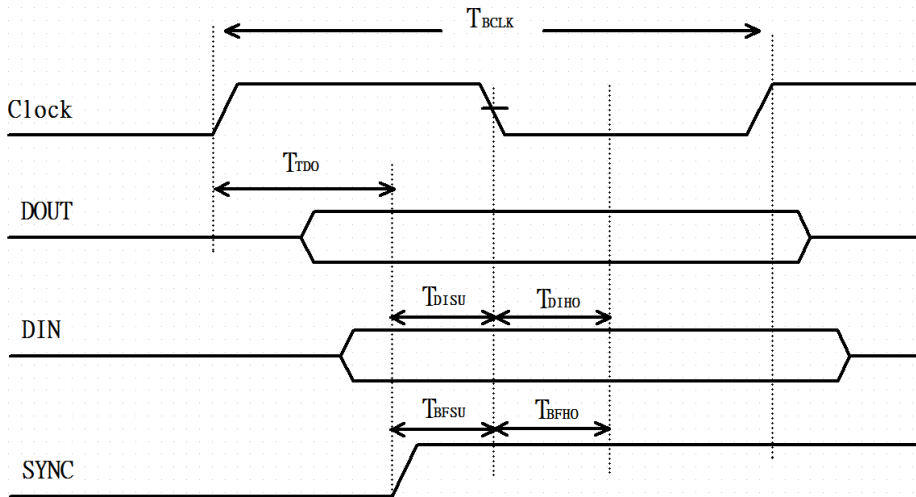 TBCLK
Clock
TTDO
DOUT
TDISU TDIHO
DIN
TBFSU TBFHO
SYNC